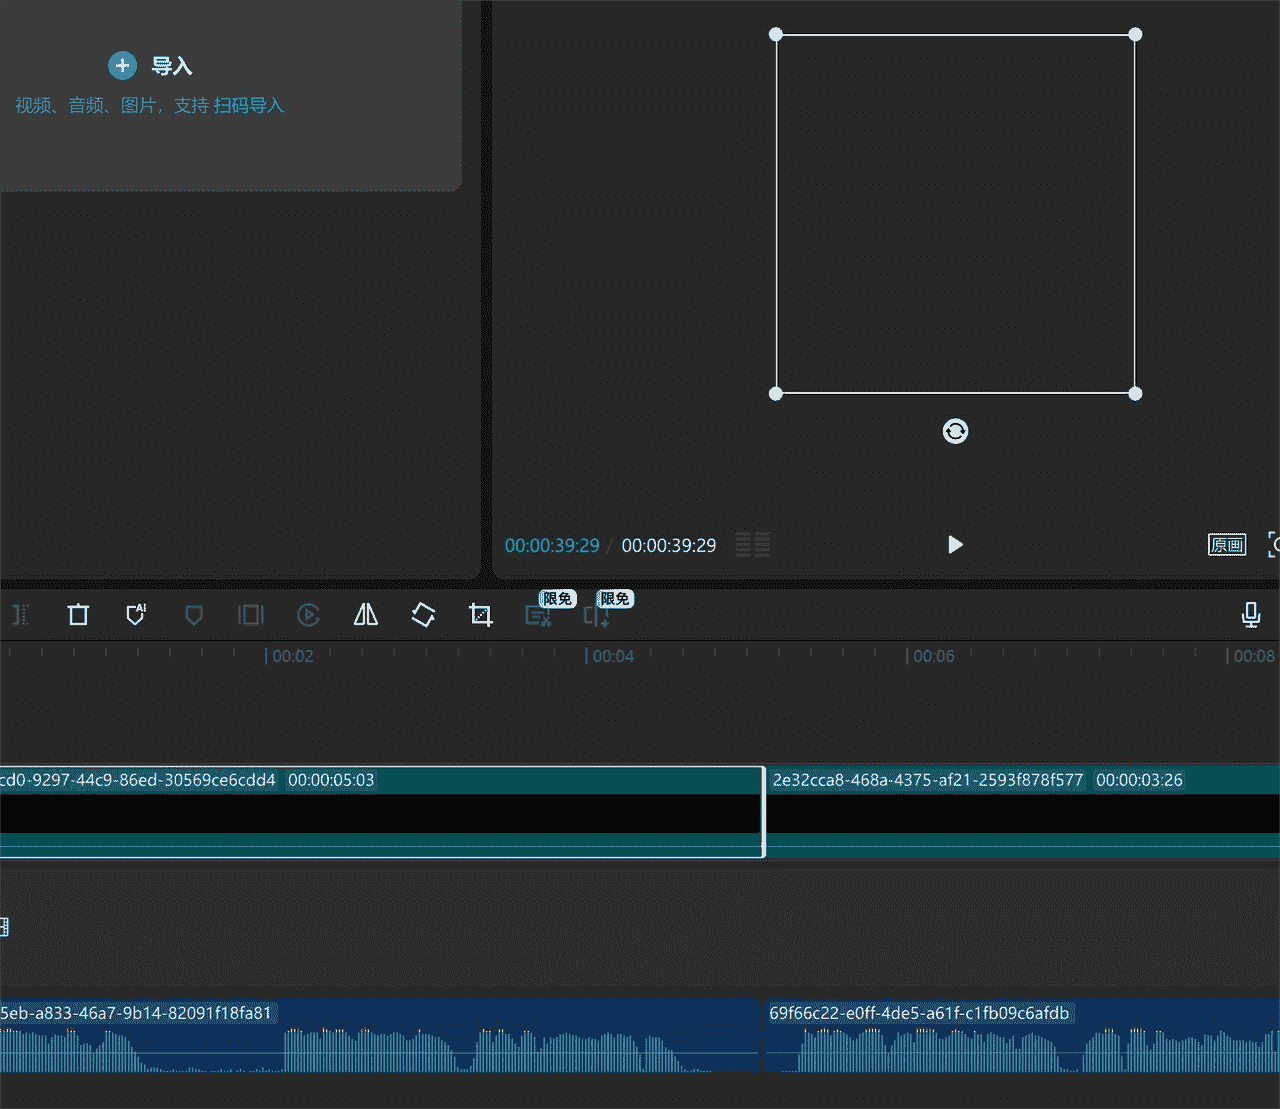 导入
视频、音频、图片，支持 扫码导入
00:00:39:29 / 00:00:39:29
原画
AI
限免 限免
00:02 00:04 00:06 00:08
cd0-9297-44c9-86ed-30569ce6cdd4 00:00:05:03
2e32cca8-468a-4375-af21-2593f878f577 00:00:03:26
5eb-a833-46a7-9b14-82091f18fa81
69f66c22-e0ff-4de5-a61f-c1fb09c6afdb